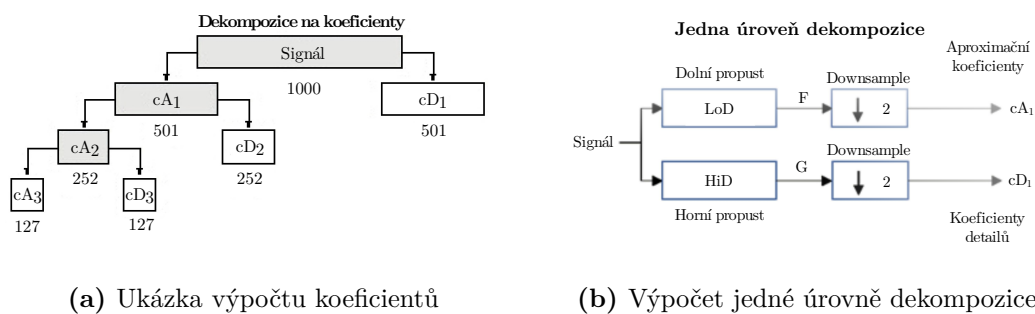 Dekompozice na koeficienty
Signál
1000
cA1
cD1
501
501
cA2
cD2
252
252
cA3
cD3
127
127
(a) Ukázka výpočtu koeficientů
Jedna úroveň dekompozice
Aproximační
koeficienty
Dolní propust
Downsample
LoD
F
2
cA1
Signál
Downsample
HiD
G
2
cD1
Horní propust
Koeficienty
detailů
(b) Výpočet jedné úrovně dekompozice